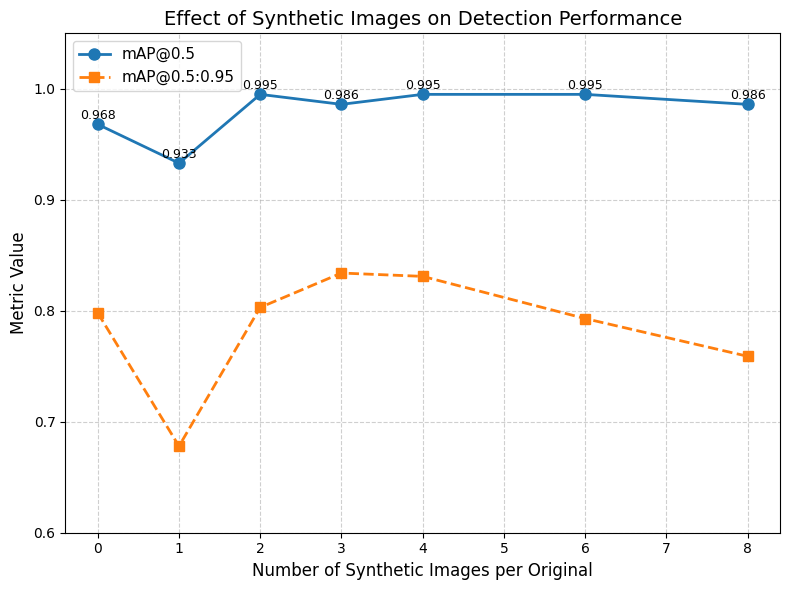 Effect of Synthetic Images on Detection Performance
mAP@0.5
mAP@0.5:0.95
0.968
0.933
0.995
0.986
0.995
0.995
0.986
Metric Value
1.0
0.9
0.8
0.7
0.6
0 1 2 3 4 5 6 7 8
Number of Synthetic Images per Original